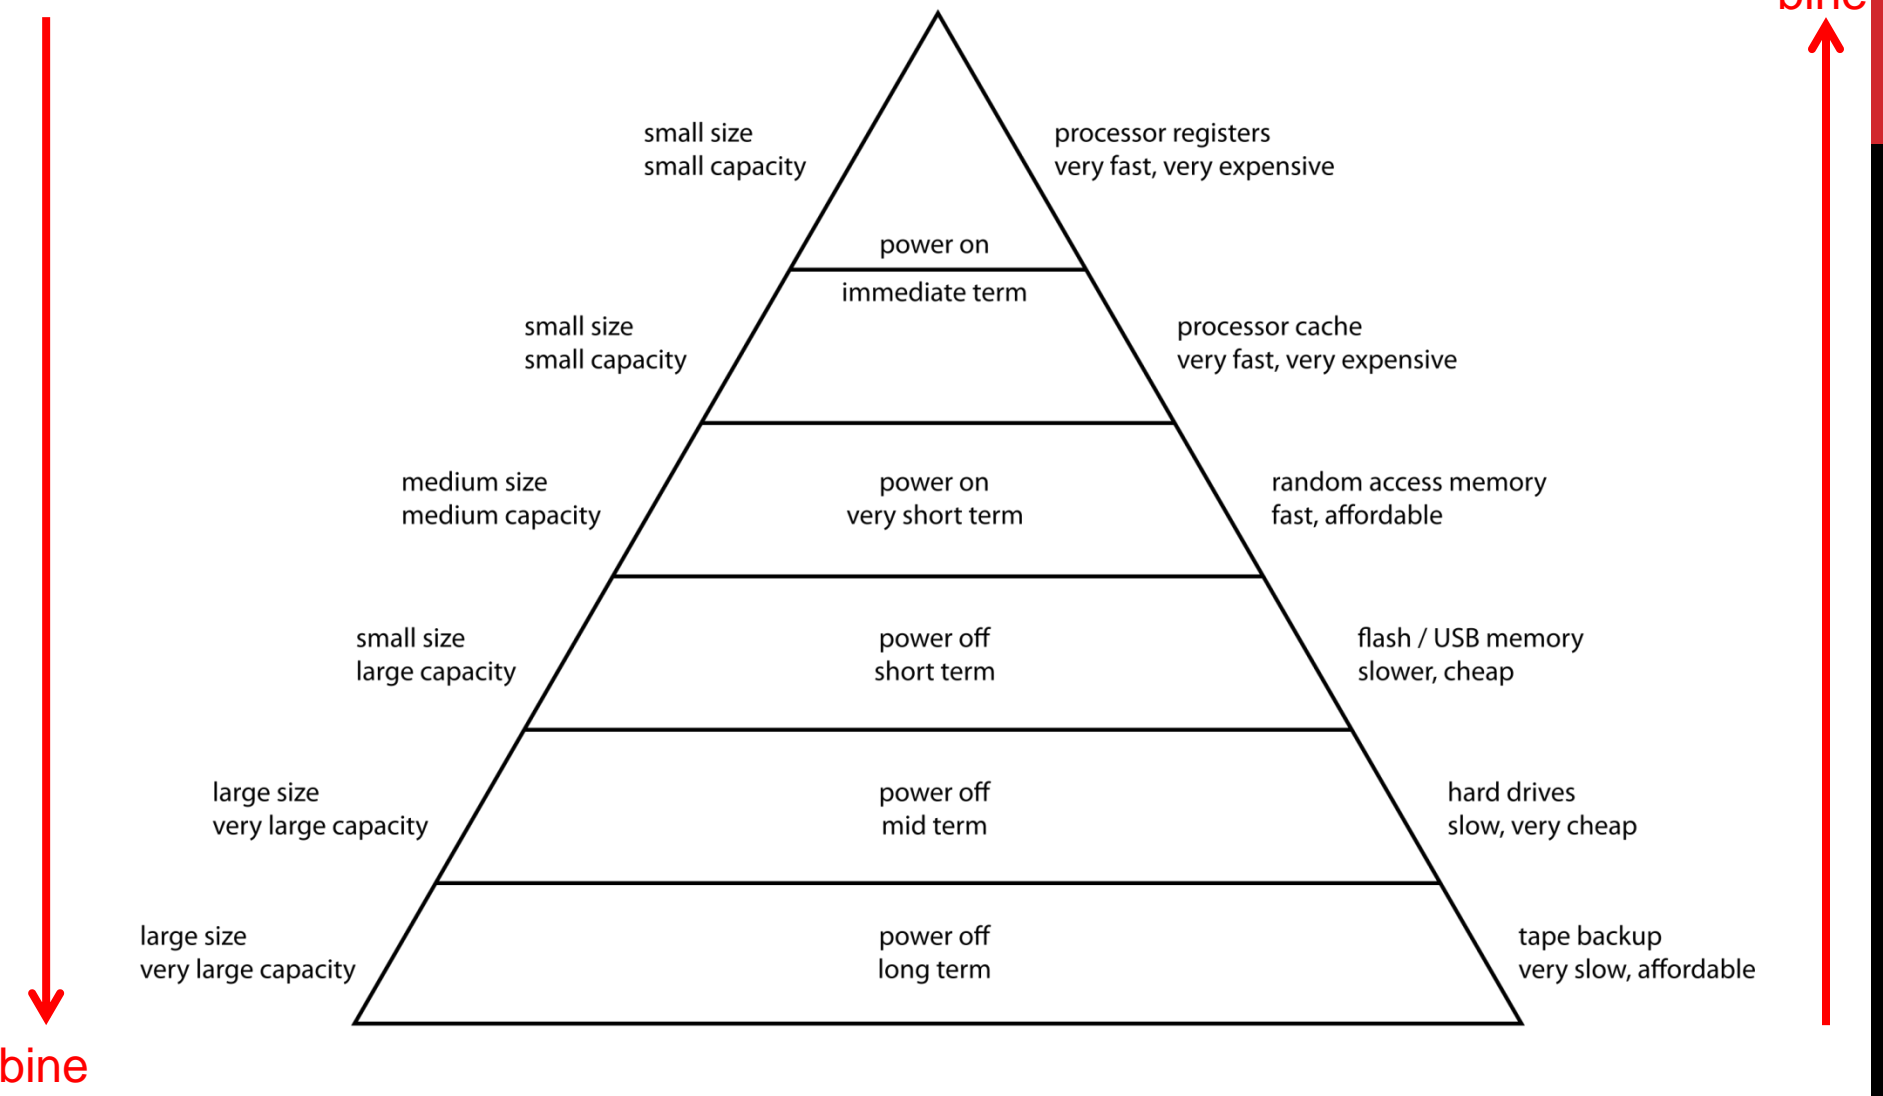 bine
small size
small capacity
processor registers
very fast, very expensive
power on
immediate term
small size
small capacity
processor cache
very fast, very expensive
medium size
medium capacity
power on
very short term
random access memory
fast, affordable
small size
large capacity
power off
short term
flash / USB memory
slower, cheap
large size
very large capacity
power off
mid term
hard drives
slow, very cheap
large size
very large capacity
power off
long term
tape backup
very slow, affordable
bine